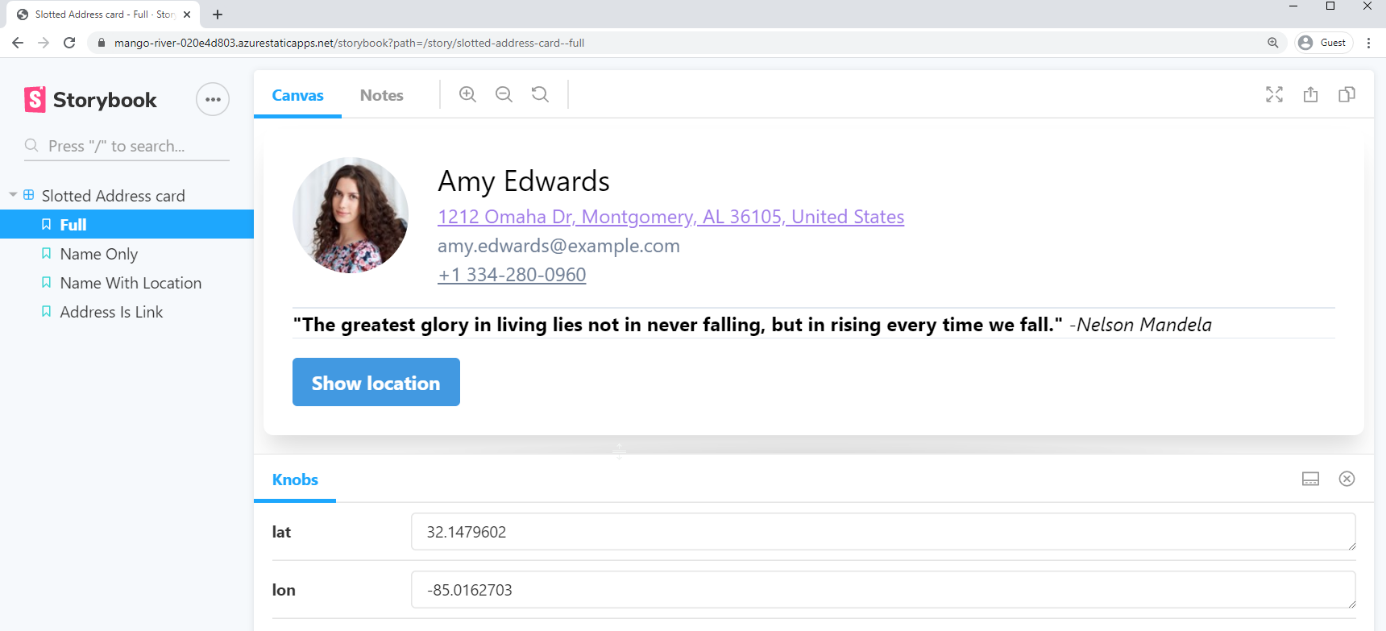 Slotted Address card - Full · Stor
mango-river-020e4d803.azurestaticapps.net/storybook?path=/story/slotted-address-card--full
Guest
Storybook
Canvas
Notes
Press "/" to search...
Slotted Address card
Full
Name Only
Name With Location
Address Is Link
Amy Edwards
1212 Omaha Dr, Montgomery, AL 36105, United States
amy.edwards@example.com
+1 334-280-0960
"The greatest glory in living lies not in never falling, but in rising every time we fall." -Nelson Mandela
Show location
Knobs
lat
32.1479602
lon
-85.0162703